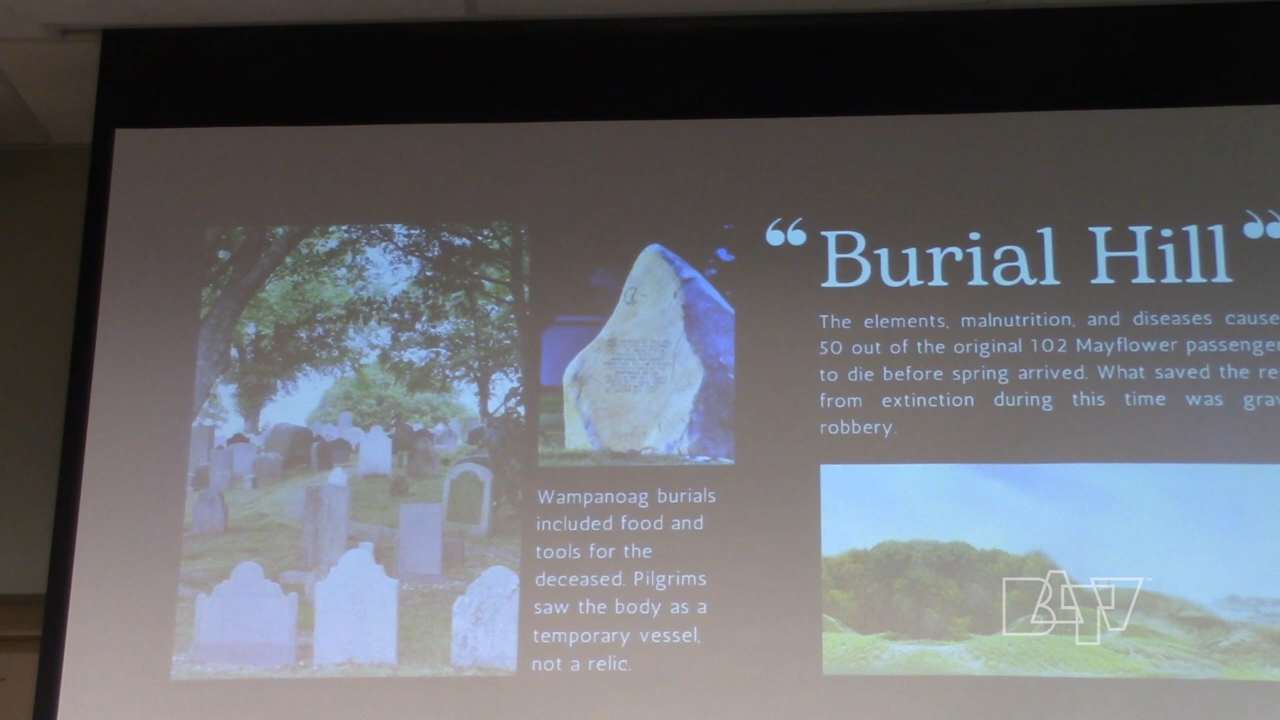 “Burial Hill”
The elements, malnutrition, and diseases cause
50 out of the original 102 Mayflower passenger
to die before spring arrived. What saved the re
from extinction during this time was grav
robbery.
Wampanoag burials
included food and
tools for the
deceased. Pilgrims
saw the body as a
temporary vessel,
not a relic.
BATV